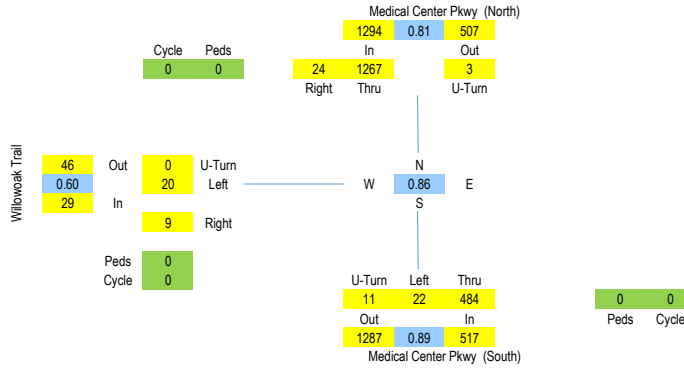 Medical Center Pkwy (North)
1294 0.81 507
Cycle Peds In Out
0 0 24 1267 3
Right Thru U-Turn
Willowoak Trail
46 Out 0 U-Turn N
0.60 20 Left W 0.86 E
29 In S
9 Right
Peds 0
Cycle 0
U-Turn Left Thru
11 22 484 0 0
Out In Peds Cycle
1287 0.89 517
Medical Center Pkwy (South)